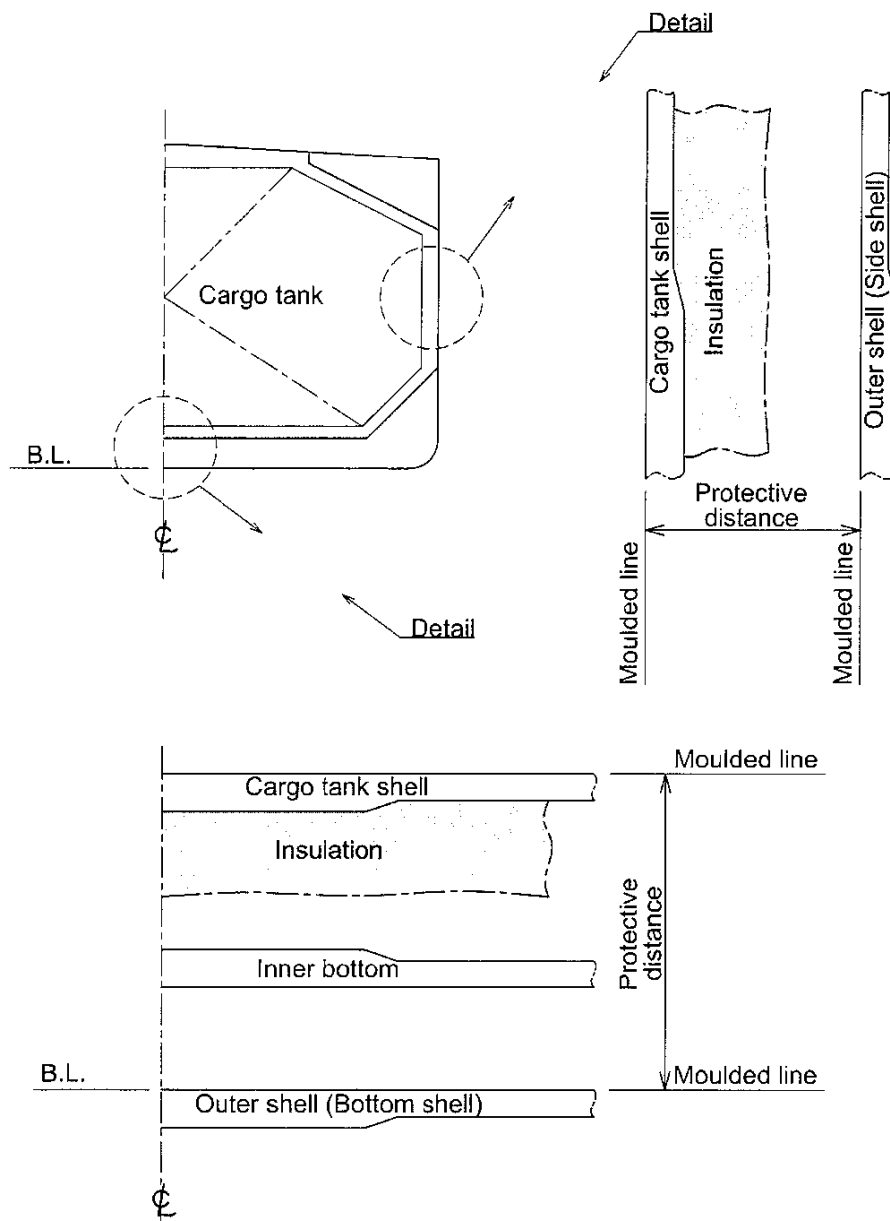 Detail
Cargo tank
B.L.
℄
Detail
Cargo tank shell
Insulation
Outer shell (Side shell)
Protective
distance
Moulded line
Moulded line
Moulded line
Cargo tank shell
Insulation
Inner bottom
Protective
distance
B.L.
Moulded line
Outer shell (Bottom shell)
℄